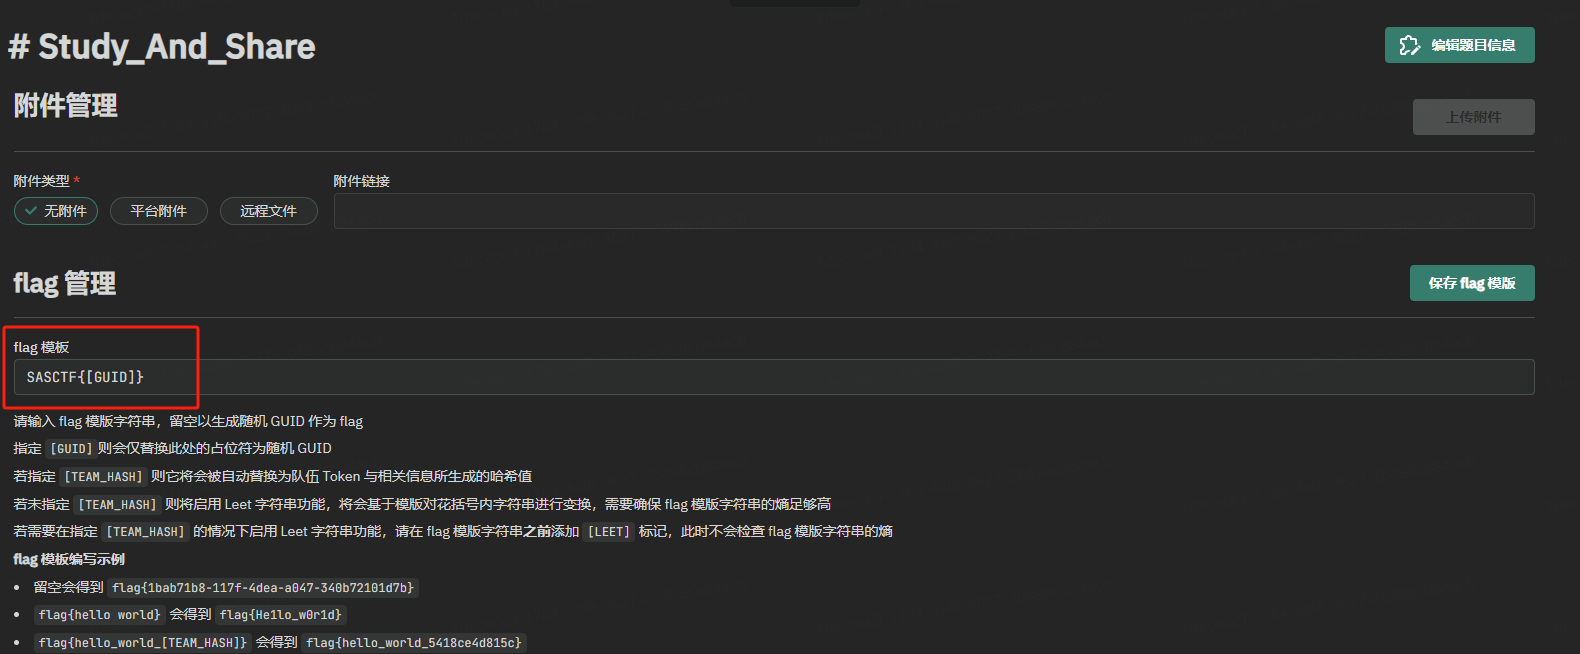 # Study_And_Share
编辑题目信息
附件管理
上传附件
附件类型 *
附件链接
无附件
平台附件
远程文件
flag 管理
保存 flag 模版
flag 模板
SASCTF{[GUID]}
请输入 flag 模版字符串，留空以生成随机 GUID 作为 flag
指定 [GUID] 则会仅替换此处的占位符为随机 GUID
若指定 [TEAM_HASH] 则它将会被自动替换为队伍 Token 与相关信息所生成的哈希值
若未指定 [TEAM_HASH] 则将启用 Leet 字符串功能，将会基于模版对花括号内字符串进行变换，需要确保 flag 模版字符串的熵足够高
若需要在指定 [TEAM_HASH] 的情况下启用 Leet 字符串功能，请在 flag 模版字符串之前添加 [LEET] 标记，此时不会检查 flag 模版字符串的熵
flag 模板编写示例
• 留空会得到 flag{1bab71b8-117f-4dea-a047-340b72101d7b}
• flag{hello world} 会得到 flag{He1lo_w0r1d}
• flag{hello_world_[TEAM_HASH]} 会得到 flag{hello_world_5418ce4d815c}